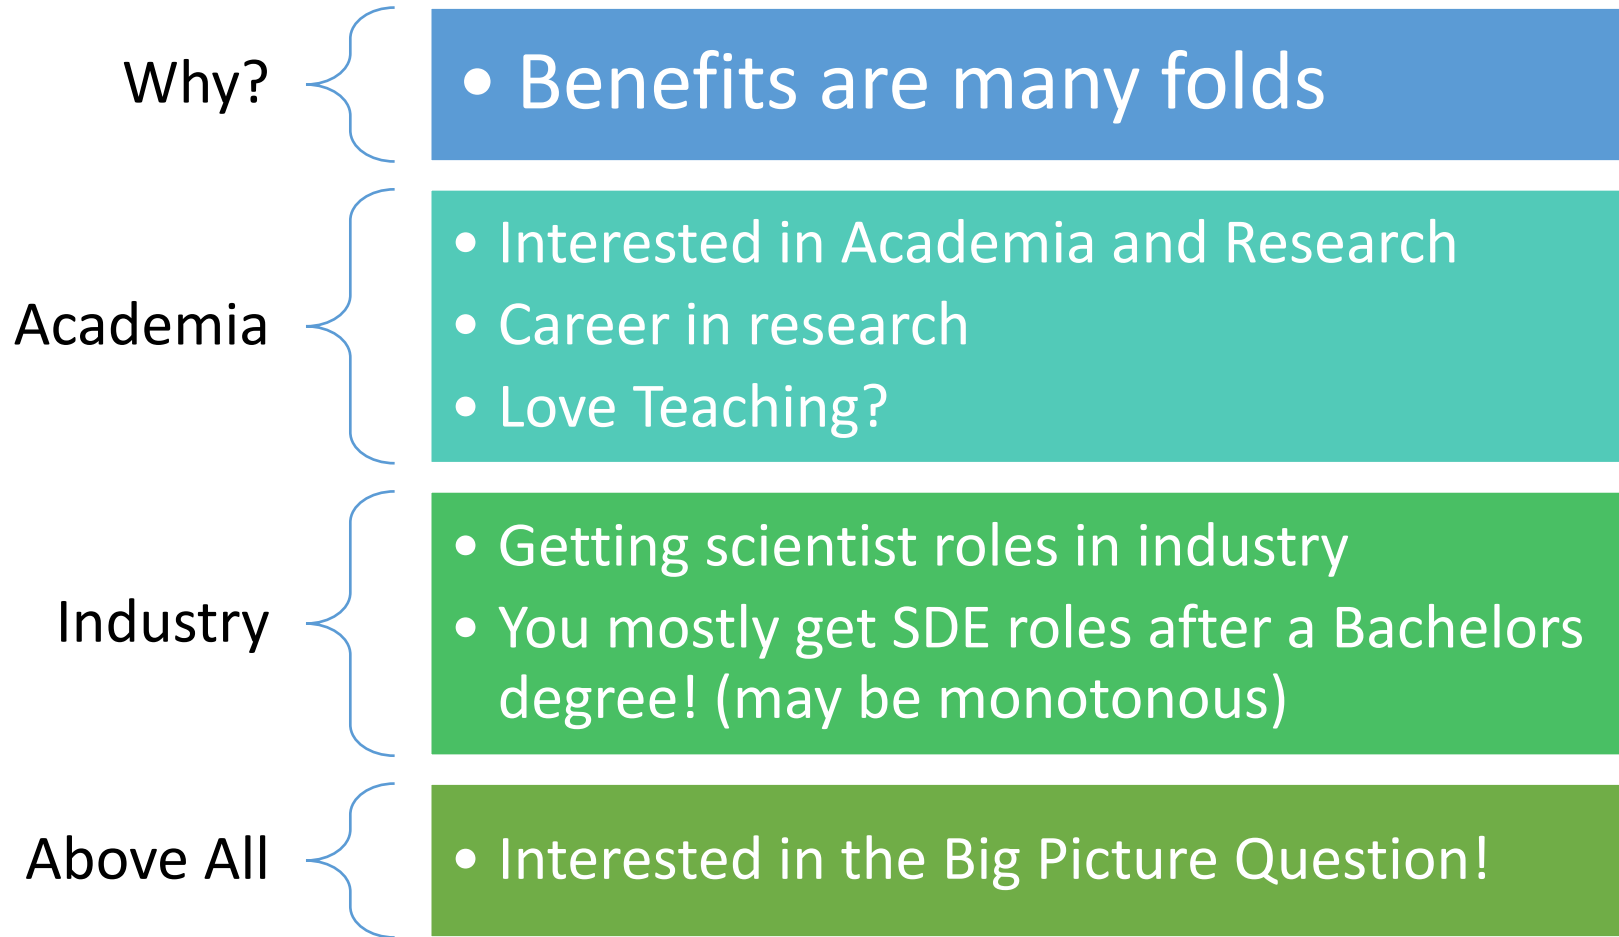 Why?
• Benefits are many folds
Academia
• Interested in Academia and Research
• Career in research
• Love Teaching?
Industry
• Getting scientist roles in industry
• You mostly get SDE roles after a Bachelors
degree! (may be monotonous)
Above All
• Interested in the Big Picture Question!